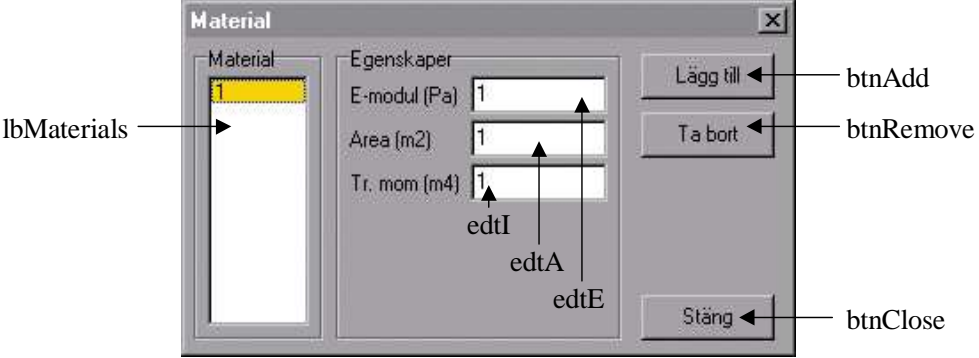 Material
Material
1
Egenskaper
E-modul (Pa) 1
Area (m2) 1
Tr. mom (m4) 1
Lägg till
Ta bort
Stäng
lbMaterials
edtI
edtA
edtE
btnAdd
btnRemove
btnClose